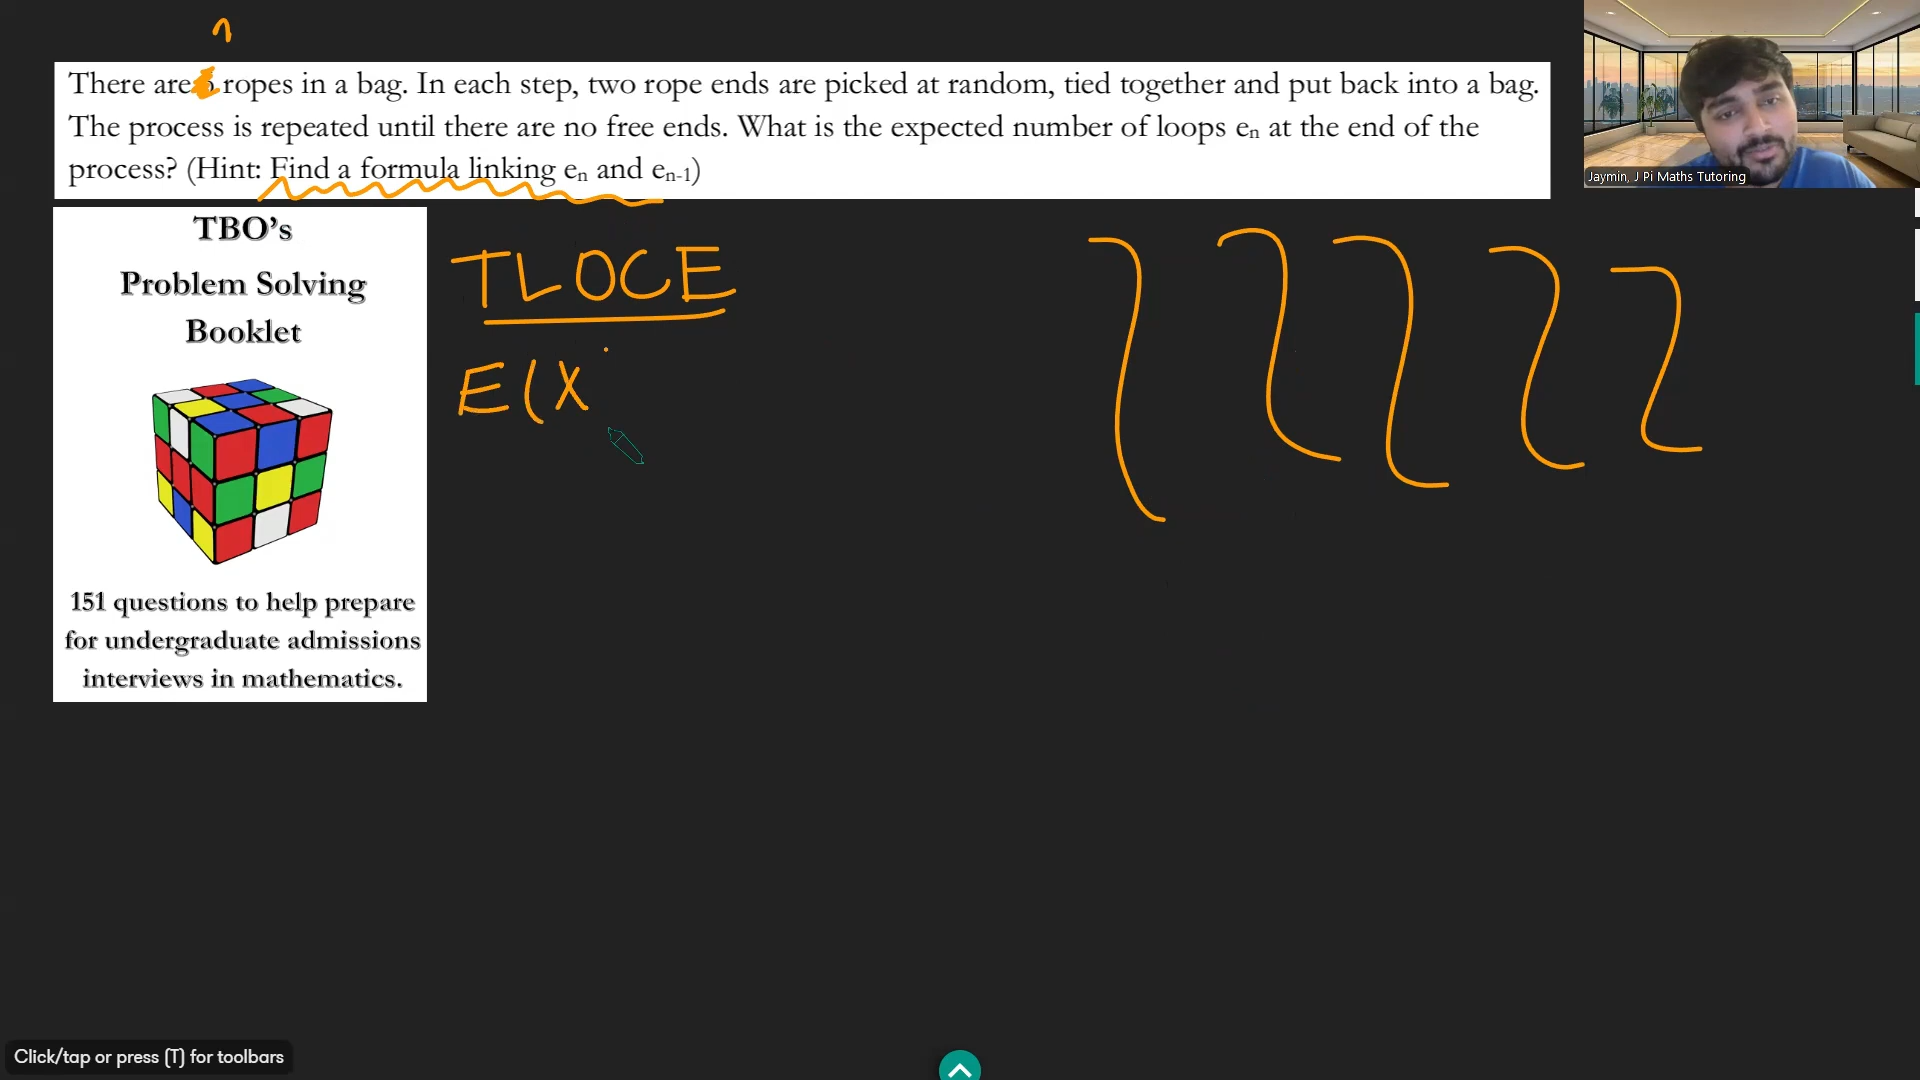 n
There are ropes in a bag. In each step, two rope ends are picked at random, tied together and put back into a bag.
The process is repeated until there are no free ends. What is the expected number of loops eₙ at the end of the
process? (Hint: Find a formula linking eₙ and eₙ₋₁)
Jaymin, J Pi Maths Tutoring
TBO's
Problem Solving
Booklet
151 questions to help prepare
for undergraduate admissions
interviews in mathematics.
TLOCE
E(X
Click/tap or press (T) for toolbars